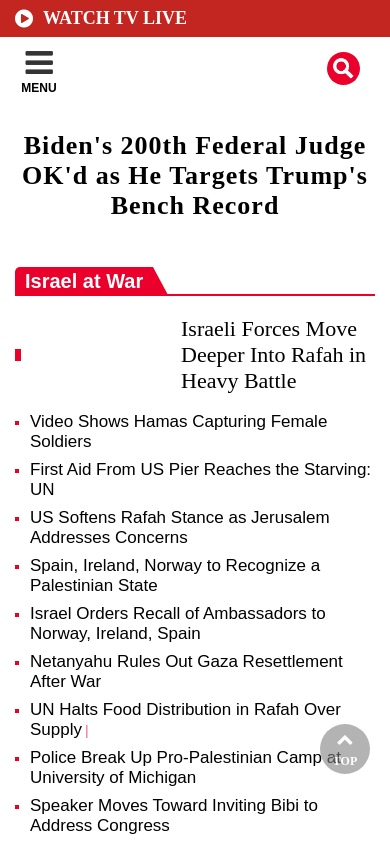 WATCH TV LIVE
MENU
Biden's 200th Federal Judge
OK'd as He Targets Trump's
Bench Record
Israel at War
Israeli Forces Move
Deeper Into Rafah in
Heavy Battle
Video Shows Hamas Capturing Female
Soldiers
First Aid From US Pier Reaches the Starving:
UN
US Softens Rafah Stance as Jerusalem
Addresses Concerns
Spain, Ireland, Norway to Recognize a
Palestinian State
Israel Orders Recall of Ambassadors to
Norway, Ireland, Spain
Netanyahu Rules Out Gaza Resettlement
After War
UN Halts Food Distribution in Rafah Over
Supply |
Police Break Up Pro-Palestinian Camp at
TOP
University of Michigan
Speaker Moves Toward Inviting Bibi to
Address Congress